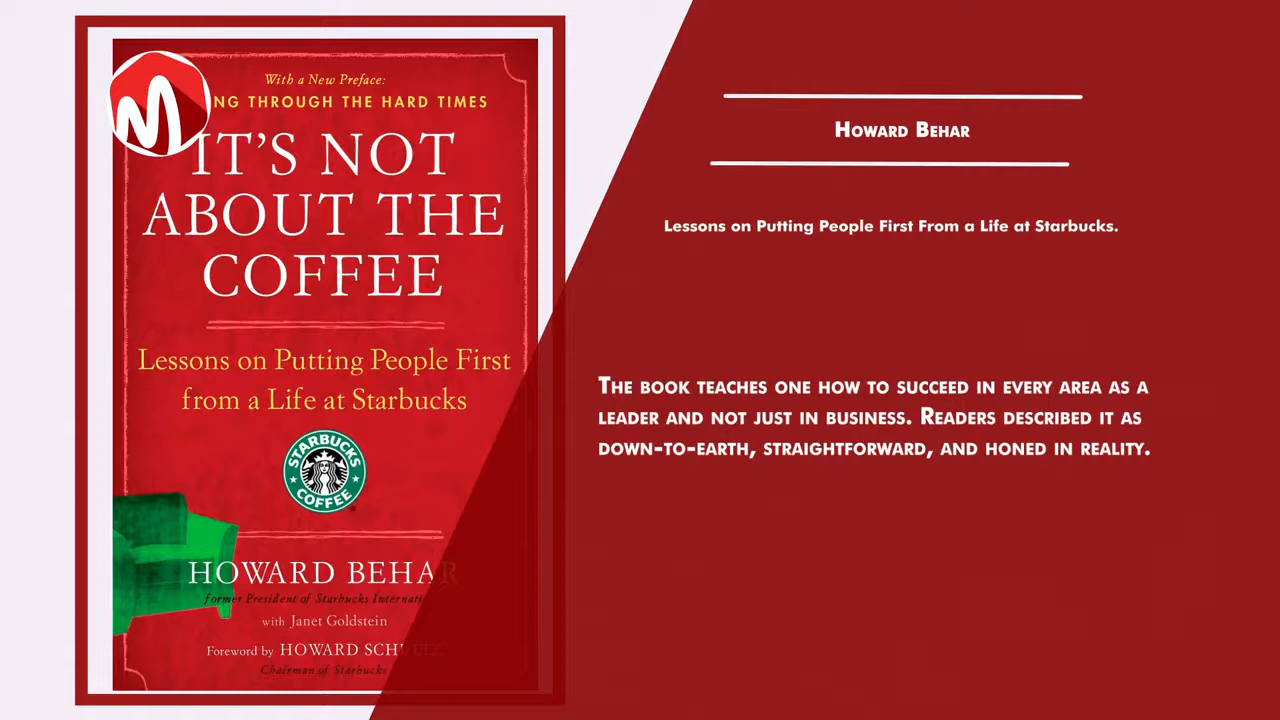 With a New Preface:
THROUGH THE HARD TIMES
IT'S NOT
ABOUT THE
COFFEE
Lessons on Putting People First
from a Life at Starbucks
STARBUCKS
COFFEE
HOWARD BEHAR
former President of Starbucks
with Janet Goldstein
Foreword by HOWARD SCHULTZ
Chairman of Starbucks
HOWARD BEHAR
Lessons on Putting People First From a Life at Starbucks.
THE BOOK TEACHES ONE HOW TO SUCCEED IN EVERY AREA AS A
LEADER AND NOT JUST IN BUSINESS. READERS DESCRIBED IT AS
DOWN-TO-EARTH, STRAIGHTFORWARD, AND HONED IN REALITY.